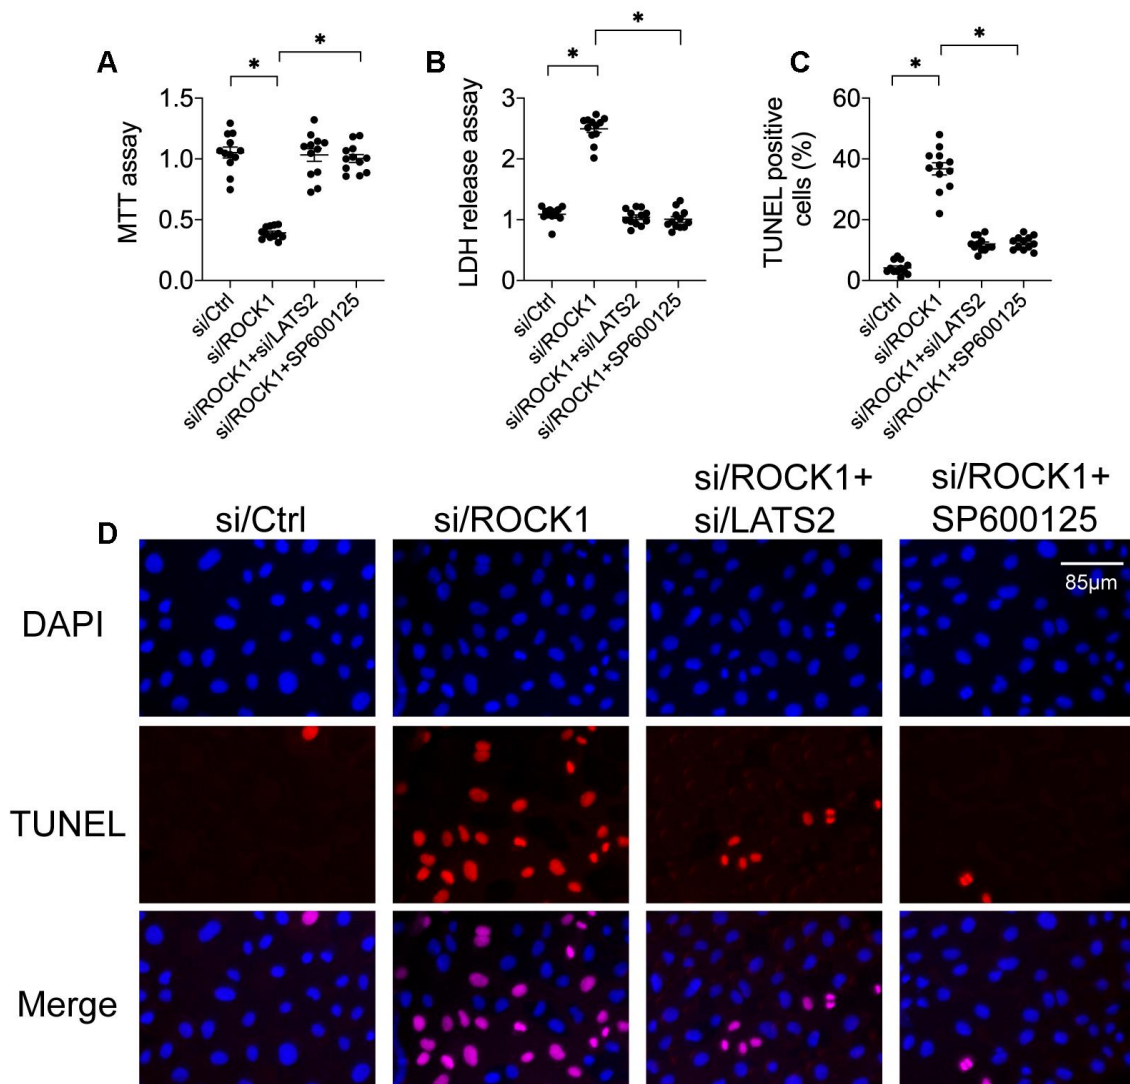 A
*
*
MTT assay
1.5
1.0
0.5
0.0
si/Ctrl
si/ROCK1
si/ROCK1+si/LATS2
si/ROCK1+SP600125
B
*
*
LDH release assay
3
2
1
0
si/Ctrl
si/ROCK1
si/ROCK1+si/LATS2
si/ROCK1+SP600125
C
*
*
TUNEL positive
cells (%)
60
40
20
0
si/Ctrl
si/ROCK1
si/ROCK1+si/LATS2
si/ROCK1+SP600125
D
si/Ctrl
si/ROCK1
si/ROCK1+
si/LATS2
si/ROCK1+
SP600125
DAPI
85μm
TUNEL
Merge